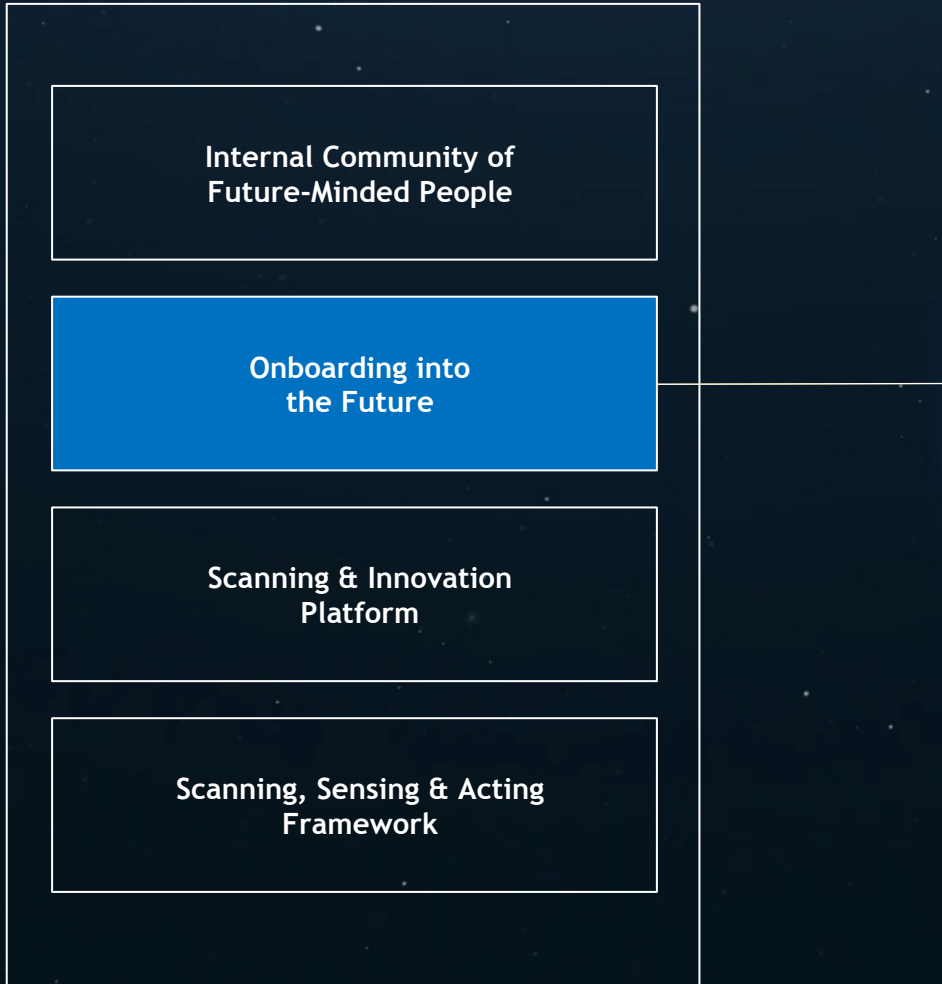 Internal Community of
Future-Minded People
Onboarding into
the Future
Scanning & Innovation
Platform
Scanning, Sensing & Acting
Framework